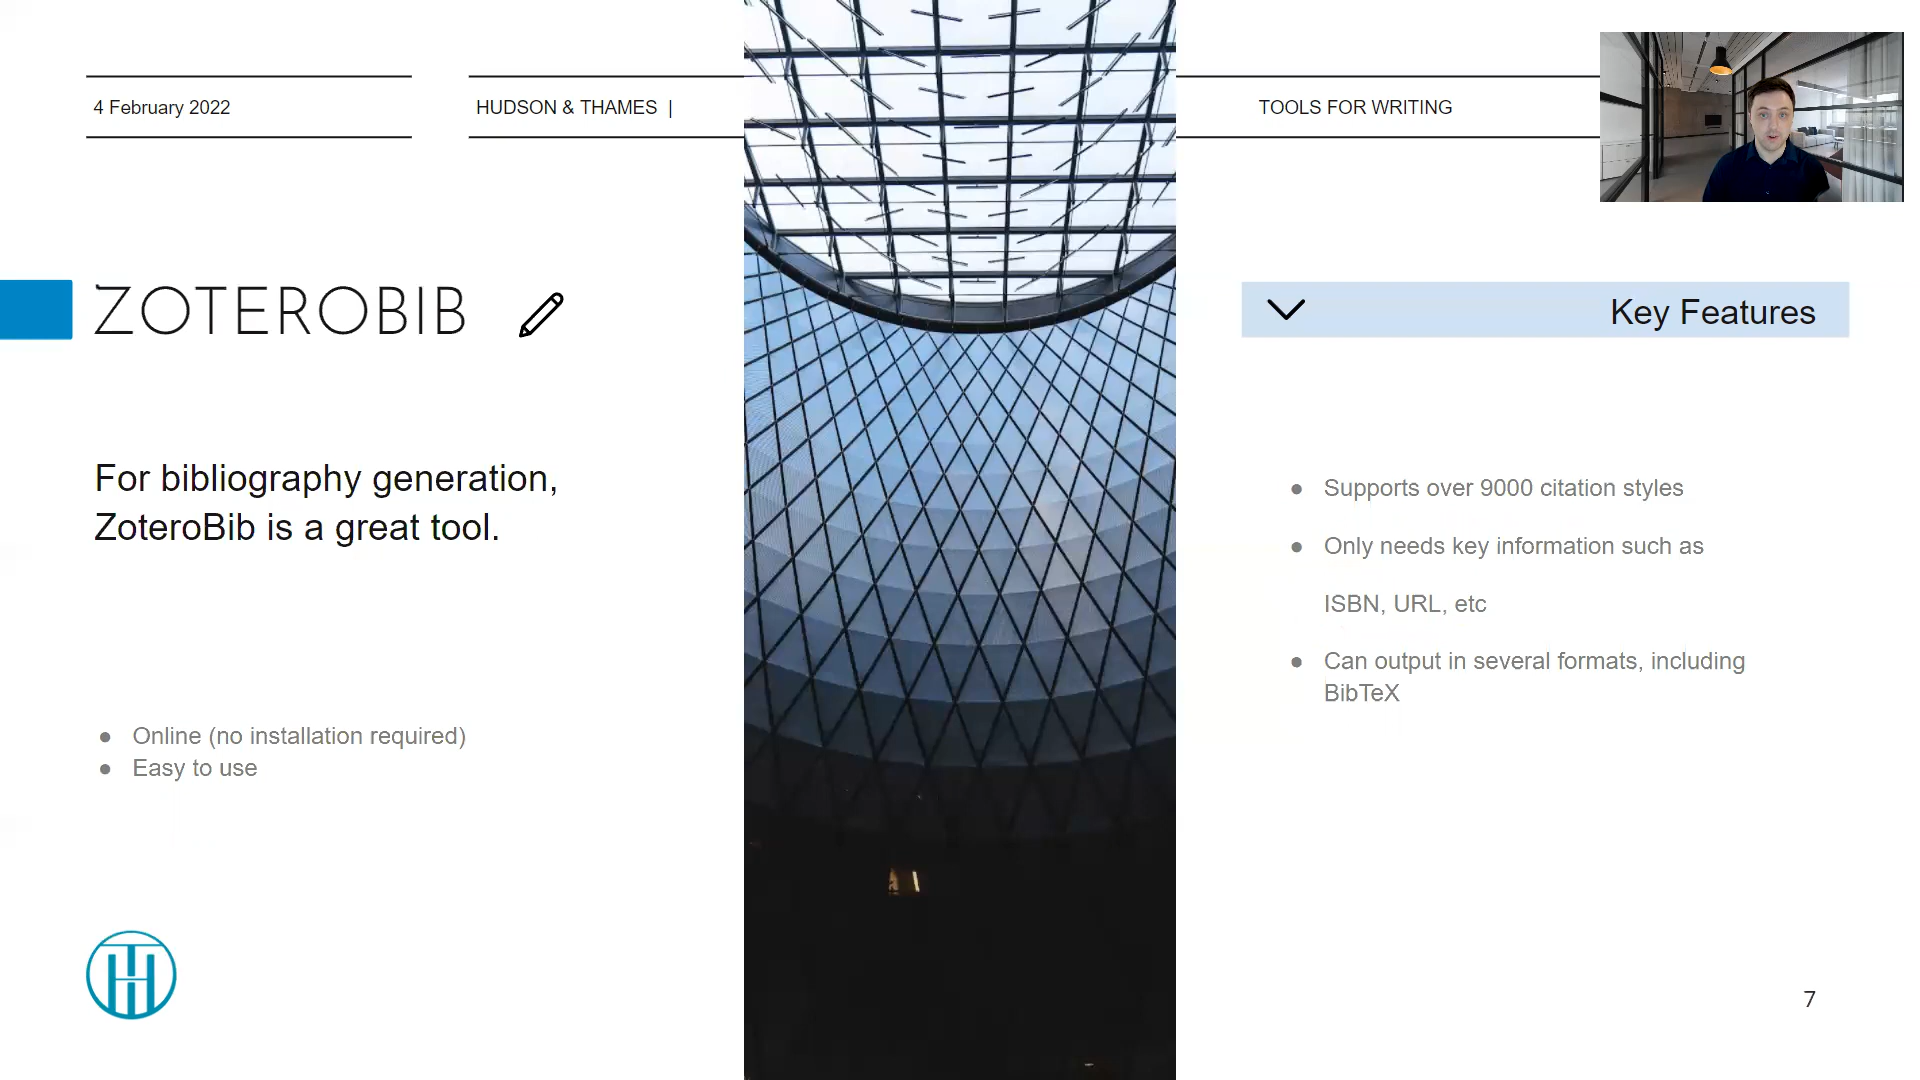 4 February 2022
HUDSON & THAMES |
TOOLS FOR WRITING
ZOTEROBIB
Key Features
For bibliography generation,
ZoteroBib is a great tool.
● Online (no installation required)
● Easy to use
● Supports over 9000 citation styles
● Only needs key information such as
ISBN, URL, etc
● Can output in several formats, including
BibTeX
7